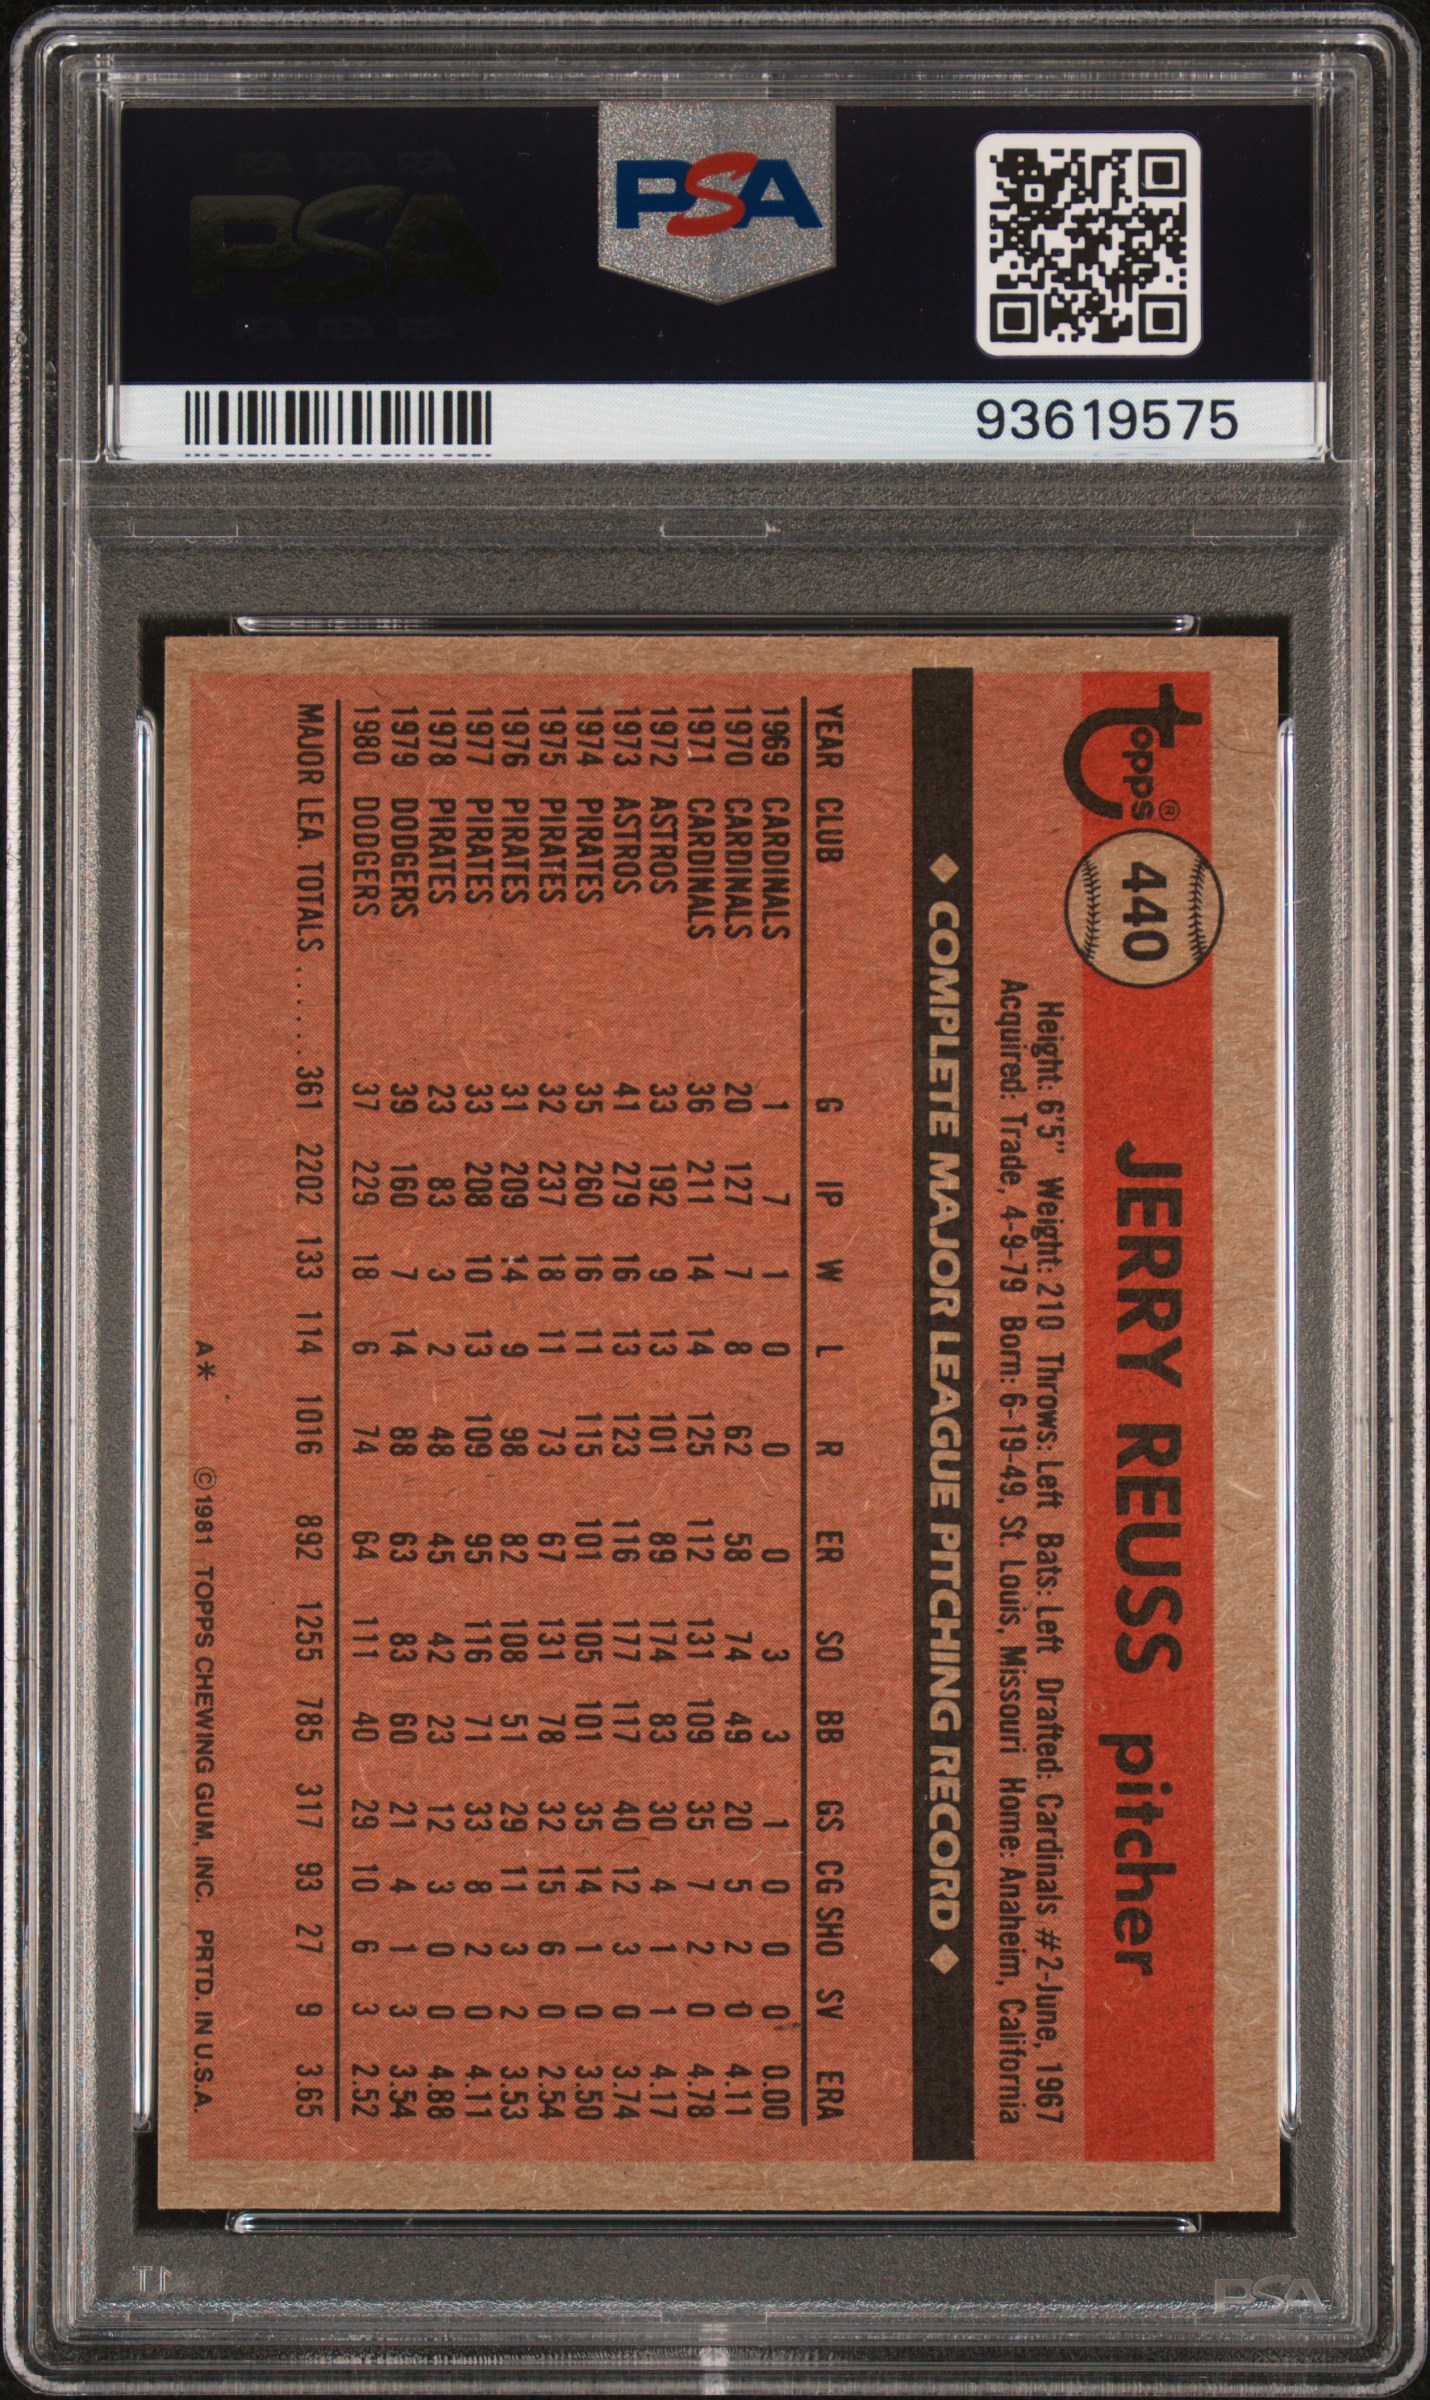 PSA
PSA
93619575
topps®
440
JERRY REUSS pitcher
Height: 6'5" Weight: 210 Throws: Left Bats: Left Drafted: Cardinals #2-June, 1967
Acquired: Trade, 4-9-79 Born: 6-19-49, St. Louis, Missouri Home: Anaheim, California
◆ COMPLETE MAJOR LEAGUE PITCHING RECORD ◆
YEAR CLUB G IP W L R ER SO BB GS CG SHO SV ERA
1969 CARDINALS 1 7 1 0 0 0 3 3 1 0 0 0 0.00
1970 CARDINALS 20 127 7 8 62 58 74 49 20 5 2 0 4.11
1971 CARDINALS 36 211 14 14 125 112 131 109 35 7 2 0 4.78
1972 ASTROS 33 192 9 13 101 89 174 83 30 4 1 1 4.17
1973 ASTROS 41 279 16 13 123 116 177 117 40 12 3 0 3.74
1974 PIRATES 35 260 16 11 115 101 105 101 35 14 1 0 3.50
1975 PIRATES 32 237 18 11 73 67 131 78 32 15 6 0 2.54
1976 PIRATES 31 209 14 9 98 82 108 51 29 11 3 2 3.53
1977 PIRATES 33 208 10 13 109 95 116 71 33 8 2 0 4.11
1978 PIRATES 23 83 3 2 48 45 42 23 12 3 0 0 4.88
1979 DODGERS 39 160 7 14 88 63 83 60 21 4 1 3 3.54
1980 DODGERS 37 229 18 6 74 64 111 40 29 10 6 3 2.52
MAJOR LEA. TOTALS ...... 361 2202 133 114 1016 892 1255 785 317 93 27 9 3.65
A* ©1981 TOPPS CHEWING GUM, INC. PRTD. IN U.S.A.
PSA